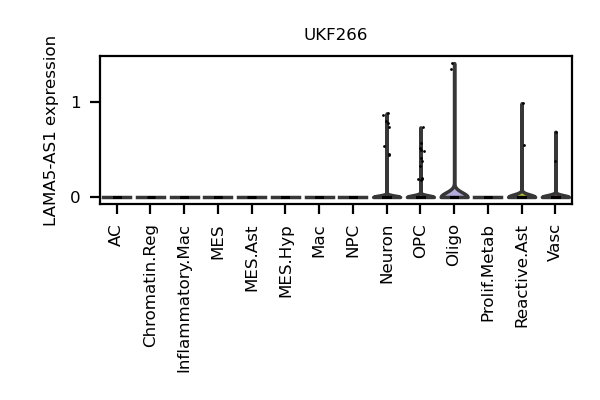 UKF266
LAMA5-AS1 expression
1
0
AC
Chromatin.Reg
Inflammatory.Mac
MES
MES.Ast
MES.Hyp
Mac
NPC
Neuron
OPC
Oligo
Prolif.Metab
Reactive.Ast
Vasc